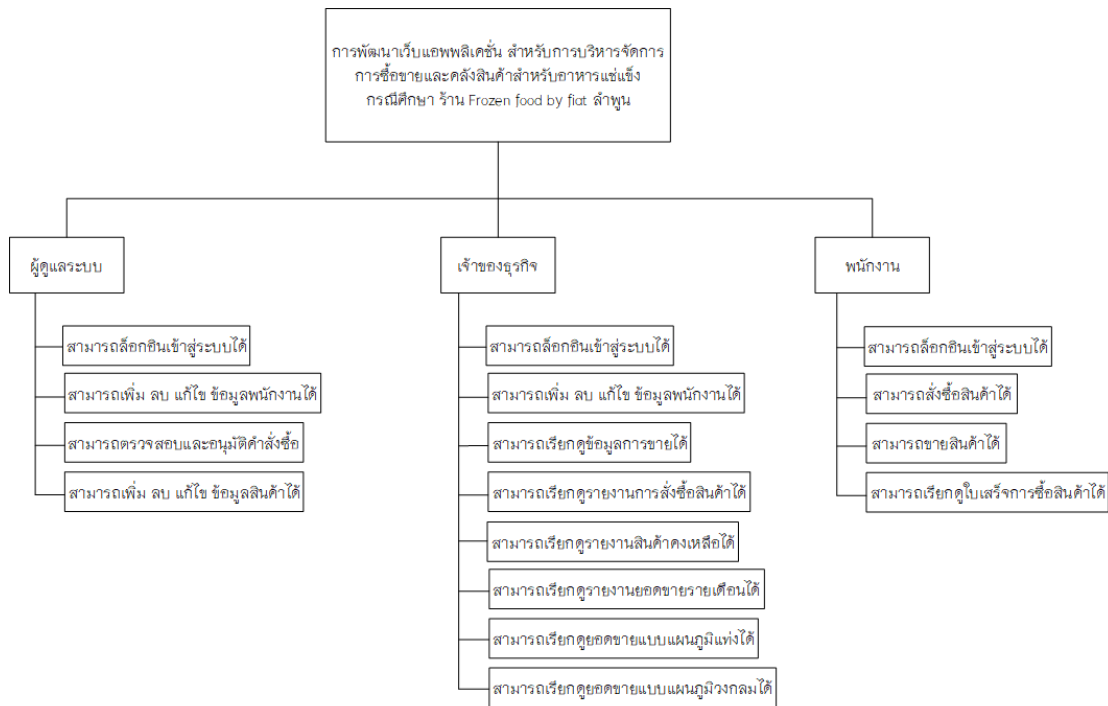 การพัฒนาเว็บแอพพลิเคชั่น สำหรับการบริหารจัดการ
การซื้อขายและคลังสินค้าสำหรับอาหารแช่แข็ง
กรณีศึกษา ร้าน Frozen food by fiat ลำพูน
ผู้ดูแลระบบ
สามารถล็อกอินเข้าสู่ระบบได้
สามารถเพิ่ม ลบ แก้ไข ข้อมูลพนักงานได้
สามารถตรวจสอบและอนุมัติคำสั่งซื้อ
สามารถเพิ่ม ลบ แก้ไข ข้อมูลสินค้าได้
เจ้าของธุรกิจ
สามารถล็อกอินเข้าสู่ระบบได้
สามารถเพิ่ม ลบ แก้ไข ข้อมูลพนักงานได้
สามารถเรียกดูข้อมูลการขายได้
สามารถเรียกดูรายงานการสั่งซื้อสินค้าได้
สามารถเรียกดูรายงานสินค้าคงเหลือได้
สามารถเรียกดูรายงานยอดขายรายเดือนได้
สามารถเรียกดูยอดขายแบบแผนภูมิแท่งได้
สามารถเรียกดูยอดขายแบบแผนภูมิวงกลมได้
พนักงาน
สามารถล็อกอินเข้าสู่ระบบได้
สามารถสั่งซื้อสินค้าได้
สามารถขายสินค้าได้
สามารถเรียกดูใบเสร็จการซื้อสินค้าได้